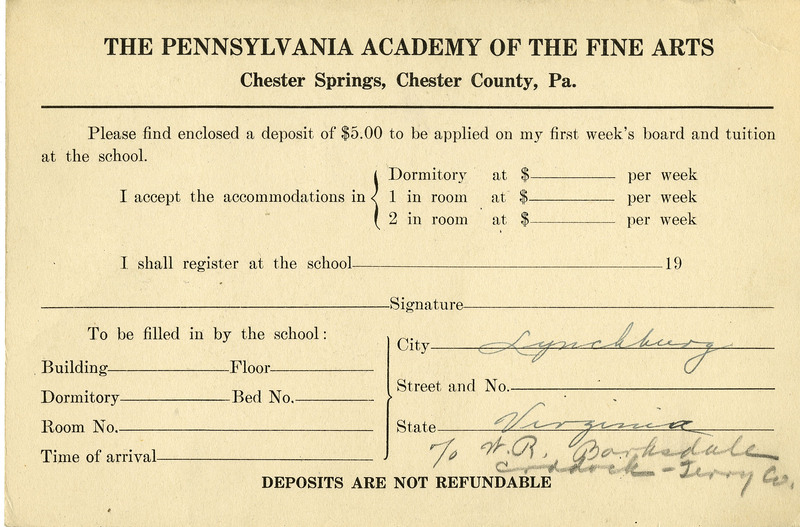 THE PENNSYLVANIA ACADEMY OF THE FINE ARTS
Chester Springs, Chester County, Pa.
Please find enclosed a deposit of $5.00 to be applied on my first week's board and tuition
at the school.
I accept the accommodations in
Dormitory at $ per week
1 in room at $ per week
2 in room at $ per week
I shall register at the school 19
Signature
To be filled in by the school:
Building Floor
Dormitory Bed No.
Room No.
Time of arrival
City Lynchburg
Street and No.
State Virginia
℅ W.R. Barksdale
Craddock - Terry Co.
DEPOSITS ARE NOT REFUNDABLE